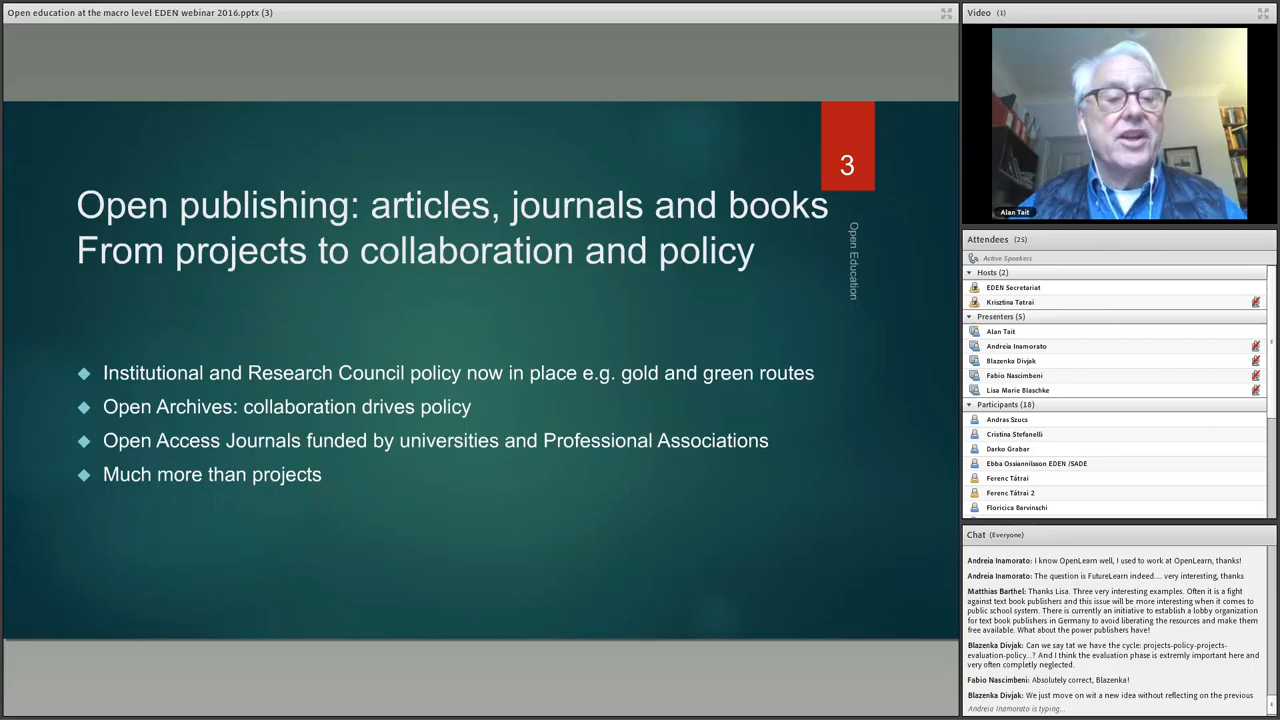 Open education at the macro level EDEN webinar 2016.pptx (3)
3
Open publishing: articles, journals and books
From projects to collaboration and policy
Open Education
Institutional and Research Council policy now in place e.g. gold and green routes
Open Archives: collaboration drives policy
Open Access Journals funded by universities and Professional Associations
Much more than projects
Video (1)
Alan Tait
Attendees (25)
Active Speakers
Hosts (2)
EDEN Secretariat
Krisztina Tatrai
Presenters (5)
Alan Tait
Andreia Inamorato
Blazenka Divjak
Fabio Nascimbeni
Lisa Marie Blaschke
Participants (18)
Andras Szucs
Cristina Stefanelli
Darko Grabar
Ebba Ossiannilsson EDEN /SADE
Ferenc Tátrai
Ferenc Tátrai 2
Floricica Barvinschi
Chat (Everyone)
Andreia Inamorato: I know OpenLearn well, I used to work at OpenLearn, thanks!
Andreia Inamorato: The question is FutureLearn indeed.... very interesting, thanks
Matthias Barthel: Thanks Lisa. Three very interesting examples. Often it is a fight
against text book publishers and this issue will be more interesting when it comes to
public school system. There is currently an initiative to establish a lobby organization
for text book publishers in Germany to avoid liberating the resources and make them
free available. What about the power publishers have!
Blazenka Divjak: Can we say tat we have the cycle: projects-policy-projects-
evaluation-policy...? And I think the evaluation phase is extremly important here and
very often completly neglected.
Fabio Nascimbeni: Absolutely correct, Blazenka!
Blazenka Divjak: We just move on wit a new idea without reflecting on the previous
Andreia Inamorato is typing...